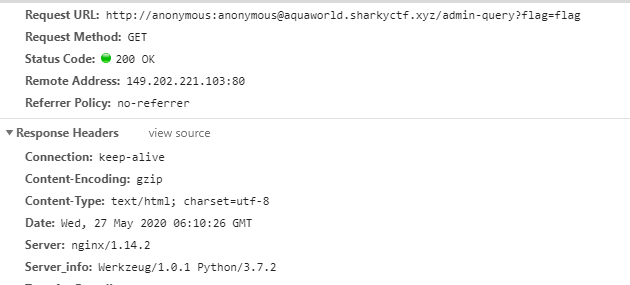 Request URL: http://anonymous:anonymous@aquaworld.sharkyctf.xyz/admin-query?flag=flag
Request Method: GET
Status Code: 200 OK
Remote Address: 149.202.221.103:80
Referrer Policy: no-referrer
Response Headers view source
Connection: keep-alive
Content-Encoding: gzip
Content-Type: text/html; charset=utf-8
Date: Wed, 27 May 2020 06:10:26 GMT
Server: nginx/1.14.2
Server_info: Werkzeug/1.0.1 Python/3.7.2